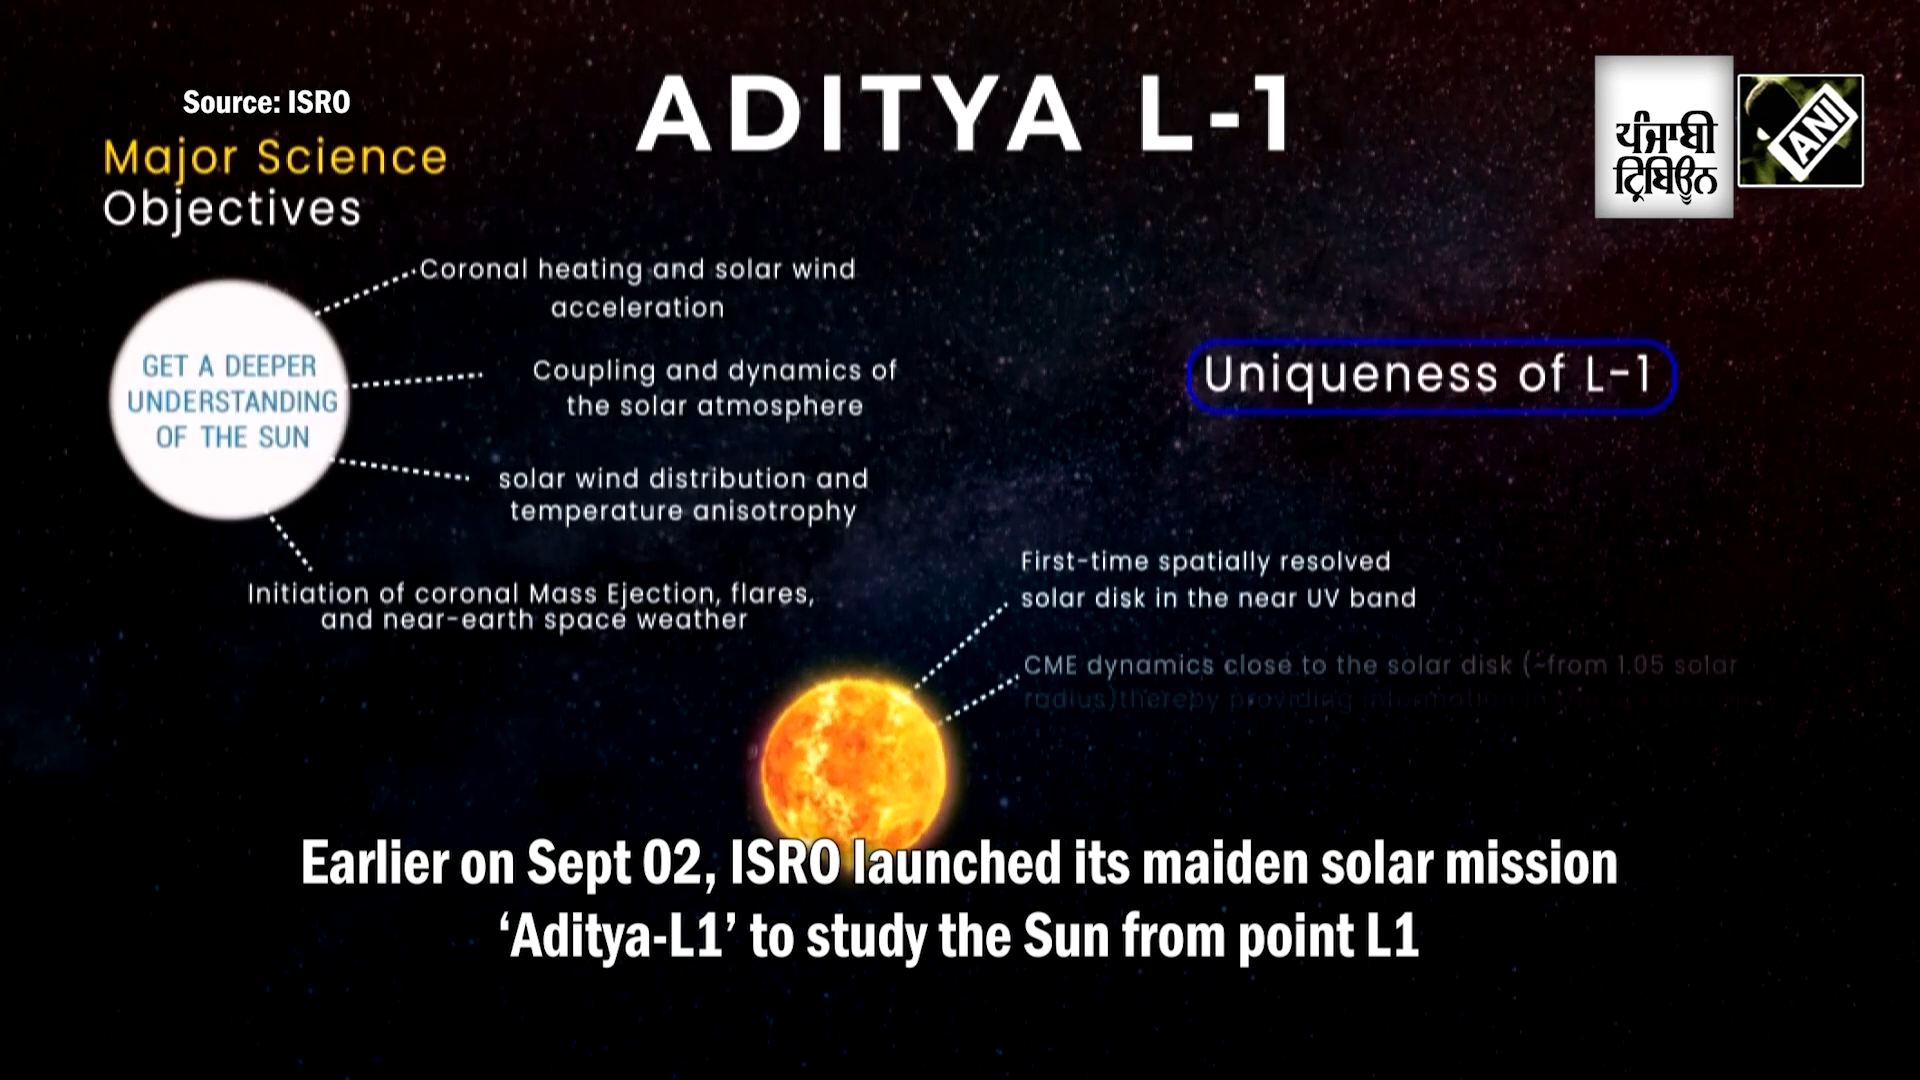 Source: ISRO
ADITYA L-1
ਪੰਜਾਬੀ
ਟ੍ਰਿਬਿਊਨ
ANI
Major Science
Objectives
GET A DEEPER
UNDERSTANDING
OF THE SUN
Coronal heating and solar wind
acceleration
Coupling and dynamics of
the solar atmosphere
solar wind distribution and
temperature anisotrophy
Initiation of coronal Mass Ejection, flares,
and near-earth space weather
Uniqueness of L-1
First-time spatially resolved
solar disk in the near UV band
CME dynamics close to the solar disk (~from 1.05 solar
radius)thereby providing information
Earlier on Sept 02, ISRO launched its maiden solar mission
‘Aditya-L1’ to study the Sun from point L1